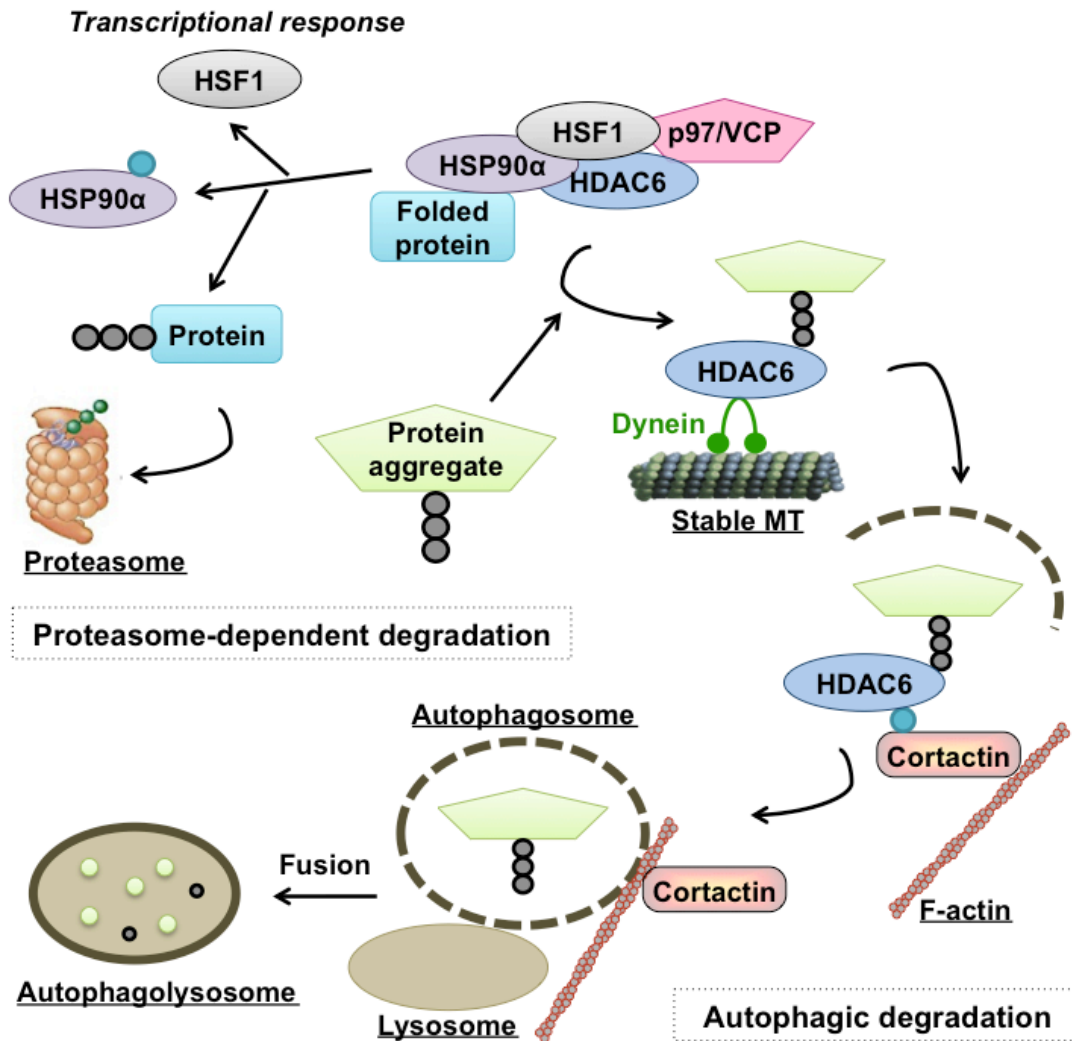 Transcriptional response
HSF1
HSF1
p97/VCP
HSP90α
HDAC6
HSP90α
Folded
protein
Protein
HDAC6
Dynein
Protein
aggregate
Stable MT
Proteasome
Proteasome-dependent degradation
HDAC6
Autophagosome
Cortactin
Fusion
Cortactin
F-actin
Autophagolysosome
Lysosome
Autophagic degradation